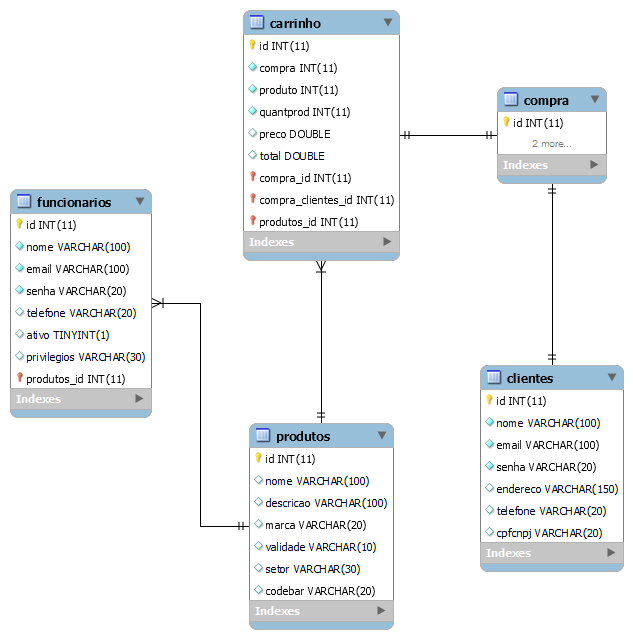 carrinho
id INT(11)
compra INT(11)
produto INT(11)
quantprod INT(11)
preco DOUBLE
total DOUBLE
compra_id INT(11)
compra_clientes_id INT(11)
produtos_id INT(11)
Indexes
compra
id INT(11)
2 more...
Indexes
funcionarios
id INT(11)
nome VARCHAR(100)
email VARCHAR(100)
senha VARCHAR(20)
telefone VARCHAR(20)
ativo TINYINT(1)
privilegios VARCHAR(30)
produtos_id INT(11)
Indexes
clientes
id INT(11)
nome VARCHAR(100)
email VARCHAR(100)
senha VARCHAR(20)
endereco VARCHAR(150)
telefone VARCHAR(20)
cpfcnpj VARCHAR(20)
Indexes
produtos
id INT(11)
nome VARCHAR(100)
descricao VARCHAR(100)
marca VARCHAR(20)
validade VARCHAR(10)
setor VARCHAR(30)
codebar VARCHAR(20)
Indexes